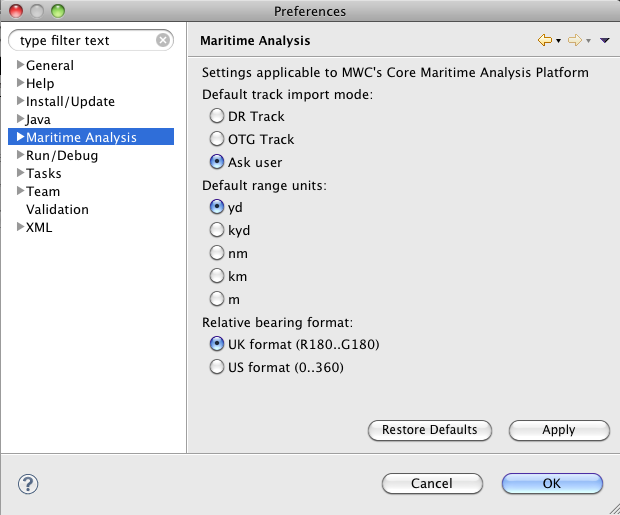 Preferences
type filter text
General
Help
Install/Update
Java
Maritime Analysis
Run/Debug
Tasks
Team
Validation
XML
Maritime Analysis
Settings applicable to MWC's Core Maritime Analysis Platform
Default track import mode:
DR Track
OTG Track
Ask user
Default range units:
yd
kyd
nm
km
m
Relative bearing format:
UK format (R180..G180)
US format (0..360)
Restore Defaults
Apply
?
Cancel
OK